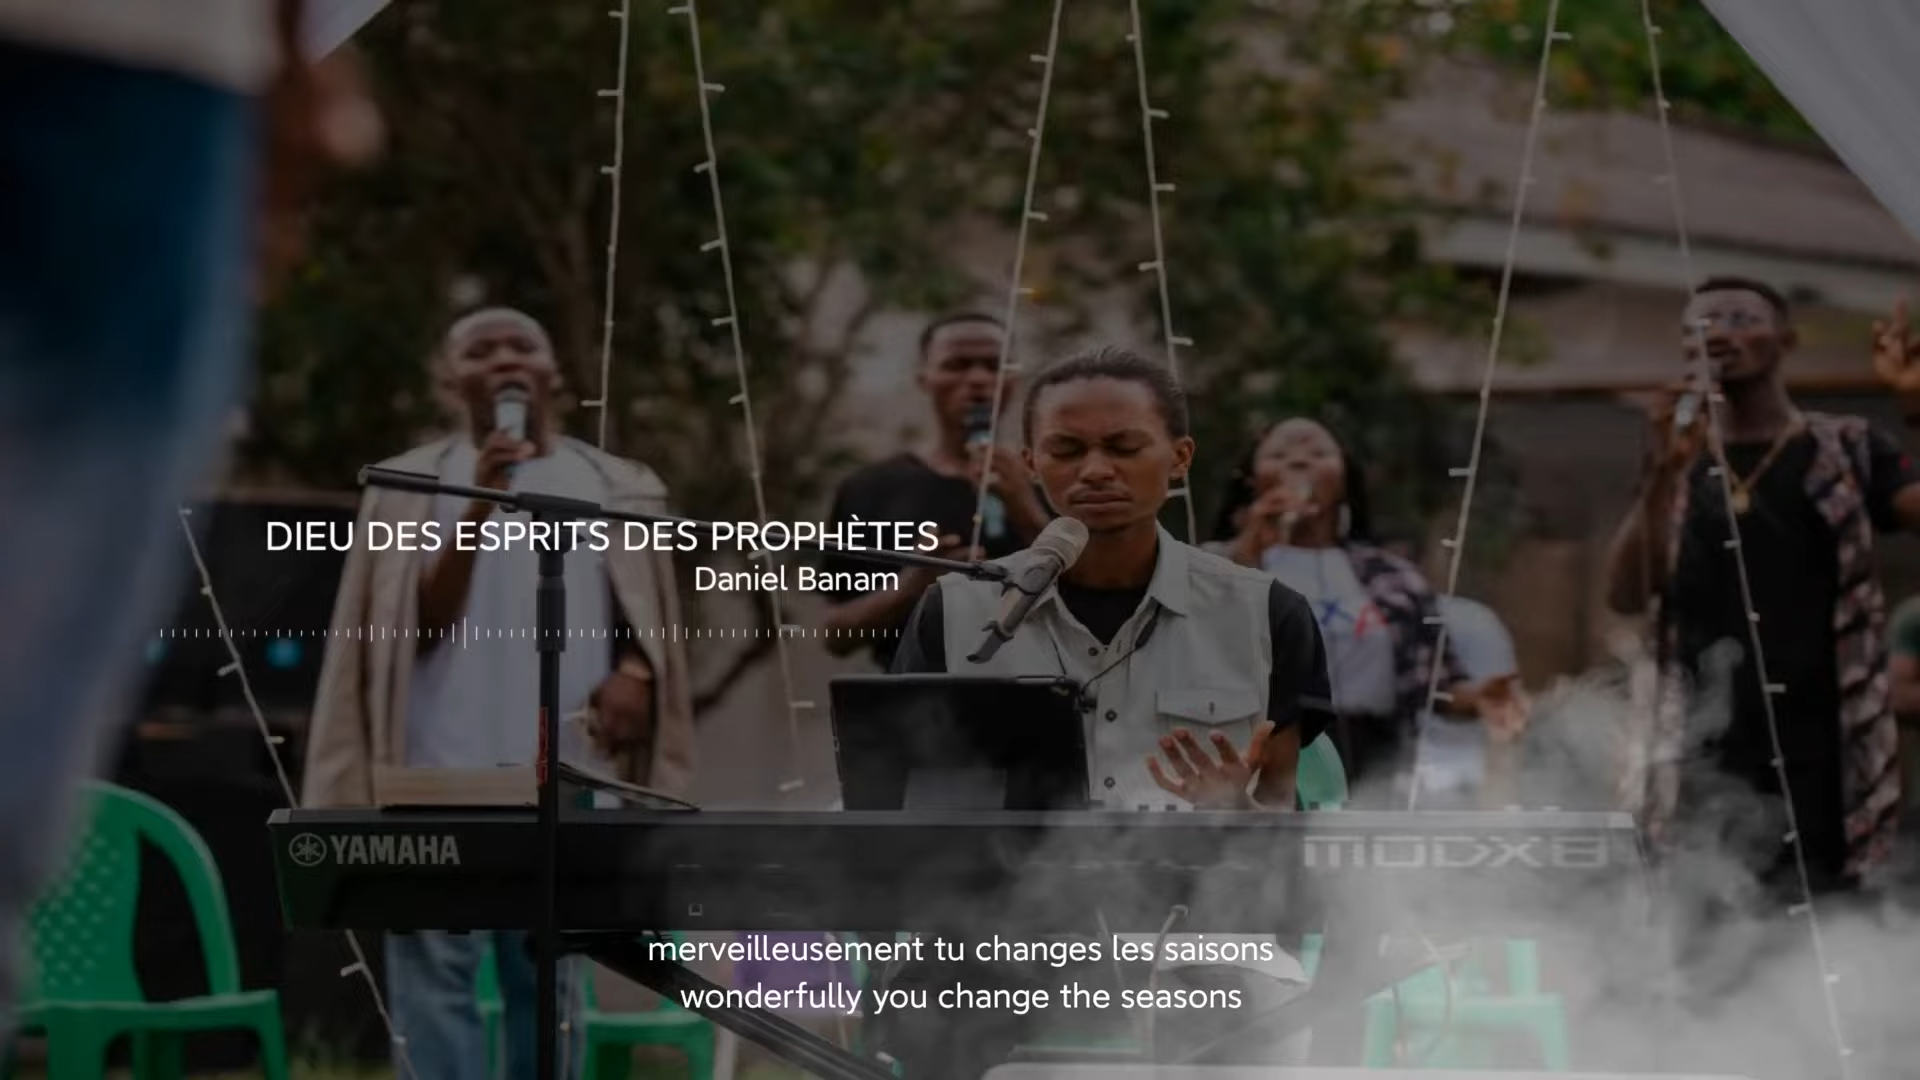 DIEU DES ESPRITS DES PROPHÈTES
Daniel Banam
YAMAHA
MODX8
merveilleusement tu changes les saisons
wonderfully you change the seasons